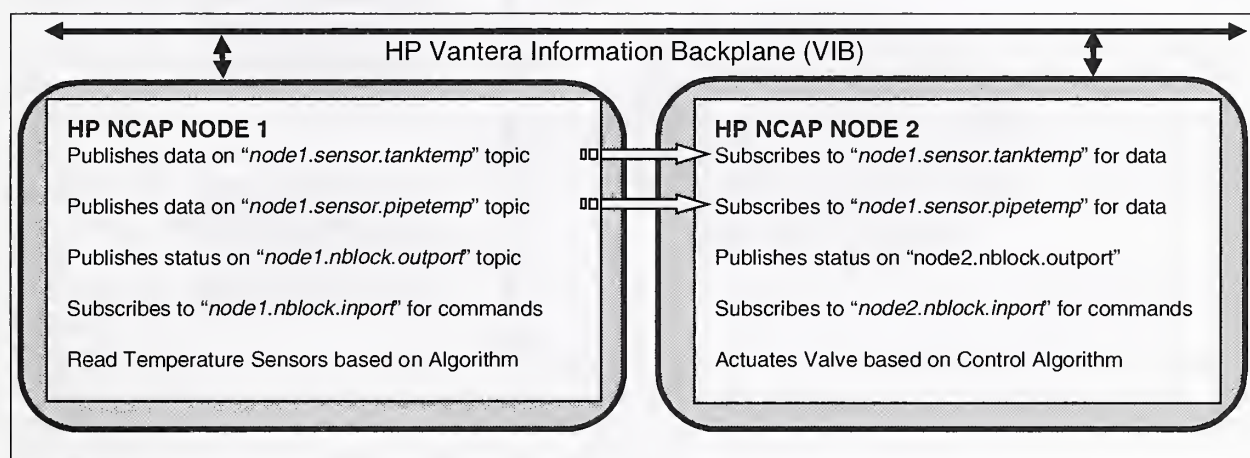 HP Vantera Information Backplane (VIB)
HP NCAP NODE 1
Publishes data on “node1.sensor.tanktemp” topic
Publishes data on “node1.sensor.pipetemp” topic
Publishes status on “node1.nblock.outport” topic
Subscribes to “node1.nblock.inport” for commands
Read Temperature Sensors based on Algorithm
HP NCAP NODE 2
Subscribes to “node1.sensor.tanktemp” for data
Subscribes to “node1.sensor.pipetemp” for data
Publishes status on “node2.nblock.outport”
Subscribes to “node2.nblock.inport” for commands
Actuates Valve based on Control Algorithm